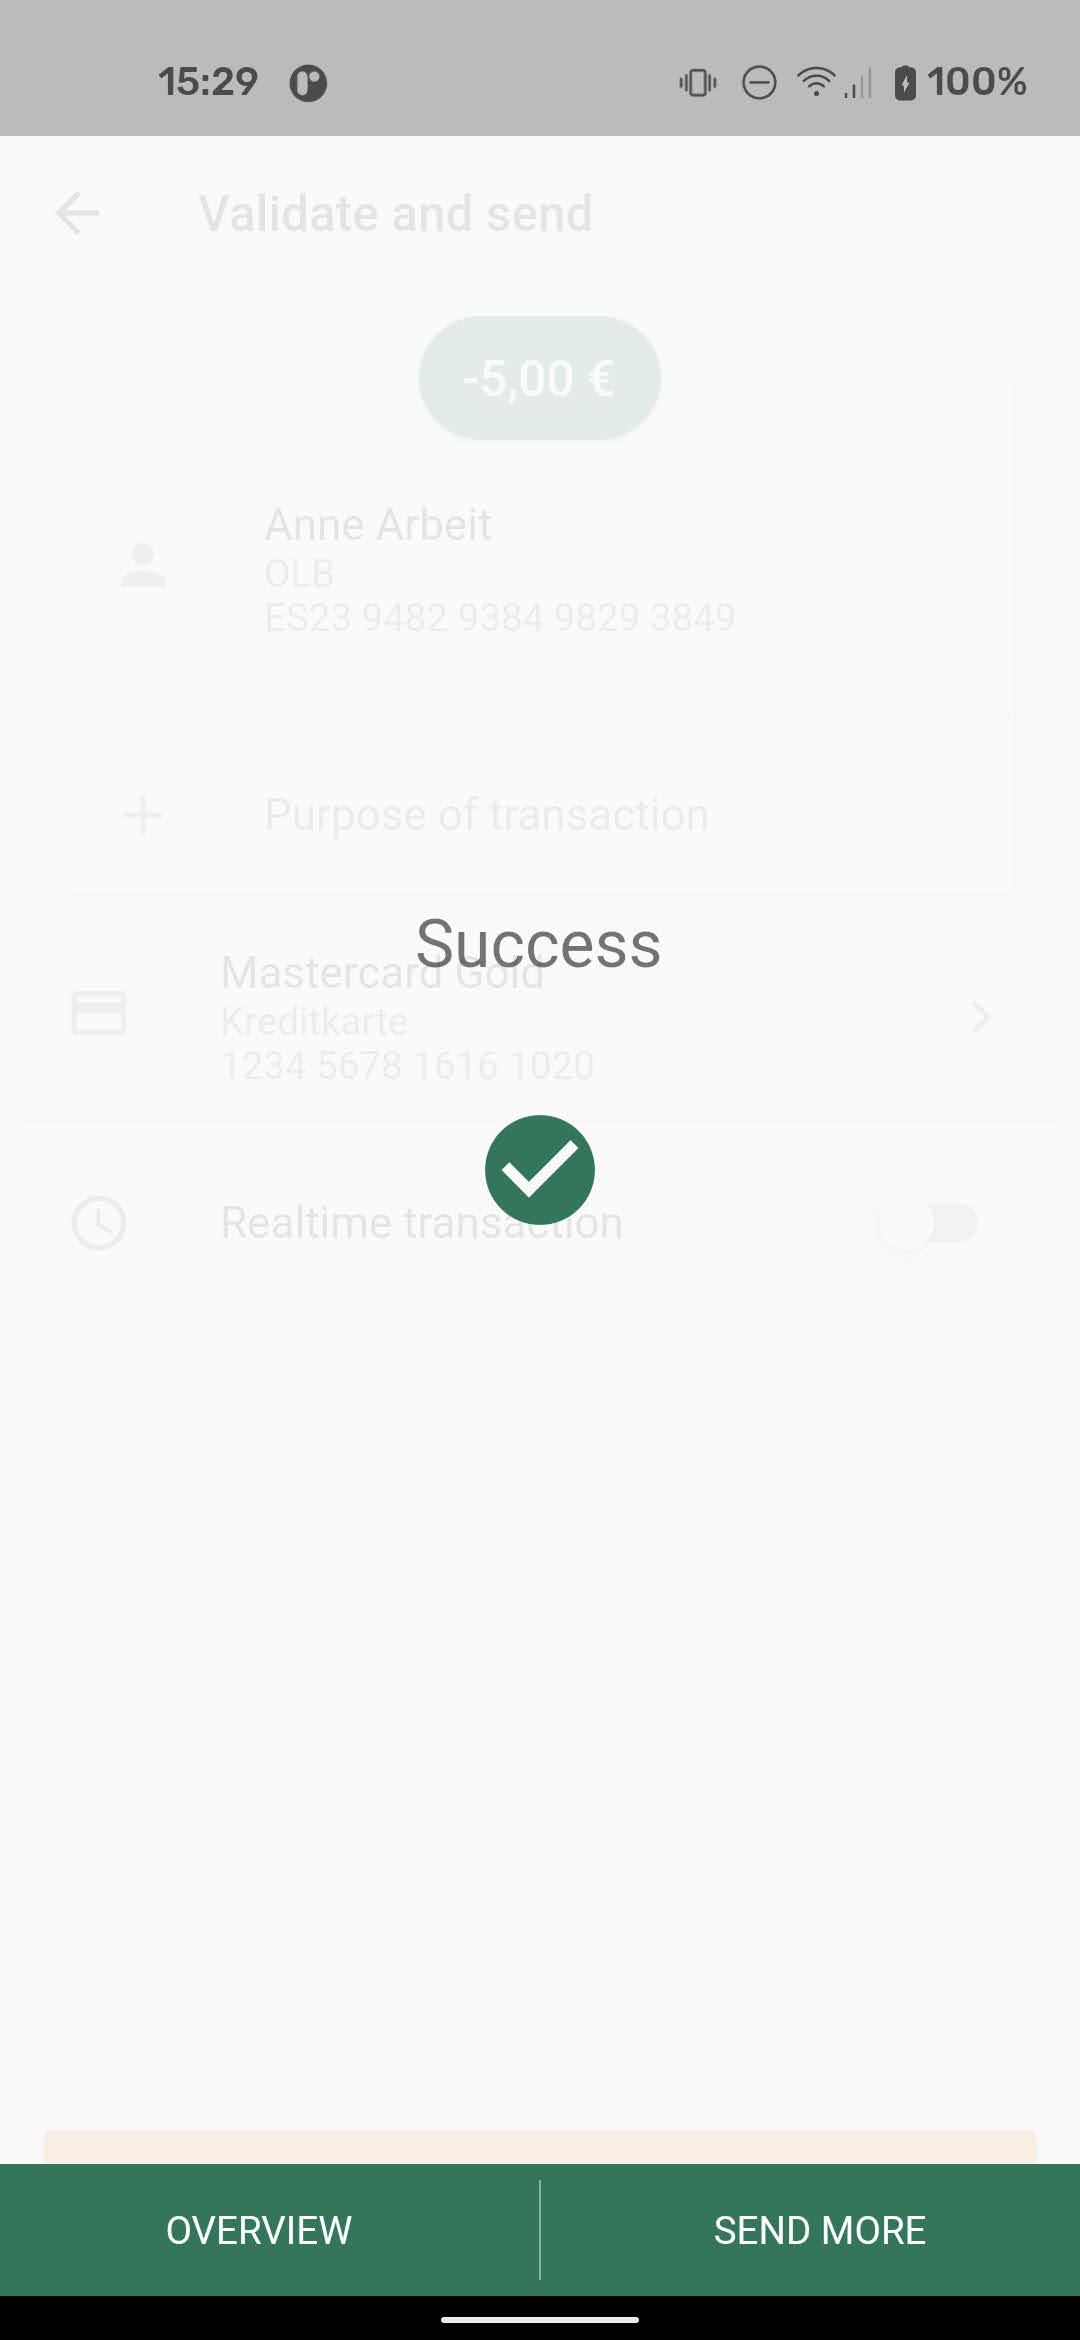 15:29
100%
Validate and send
-5,00 €
Anne Arbeit
OLB
ES23 9482 9384 9829 3849
Purpose of transaction
Success
Mastercard Gold
Kreditkarte
1234 5678 1616 1020
Realtime transaction
OVERVIEW
SEND MORE